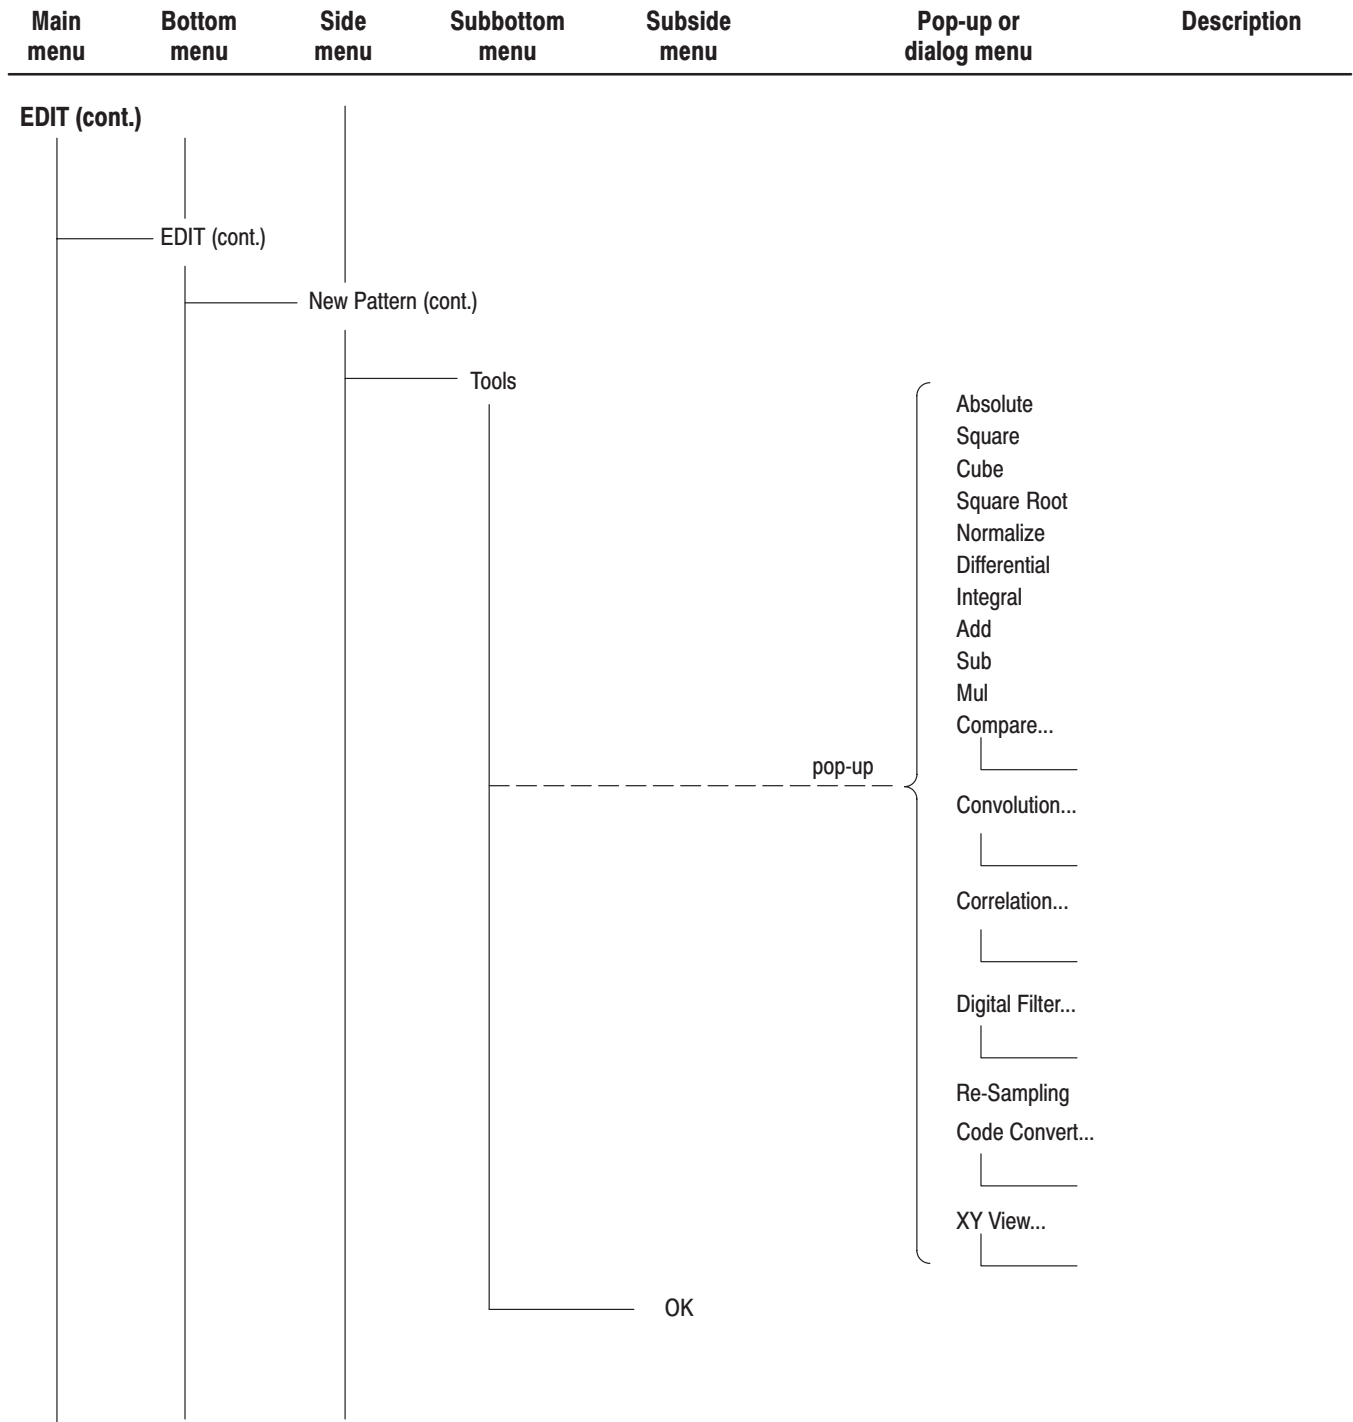 Main menu
Bottom menu
Side menu
Subbottom menu
Subside menu
Pop-up or dialog menu
Description
EDIT (cont.)
EDIT (cont.)
New Pattern (cont.)
Tools
Absolute
Square
Cube
Square Root
Normalize
Differential
Integral
Add
Sub
Mul
Compare...
pop-up
Convolution...
Correlation...
Digital Filter...
Re-Sampling
Code Convert...
XY View...
OK